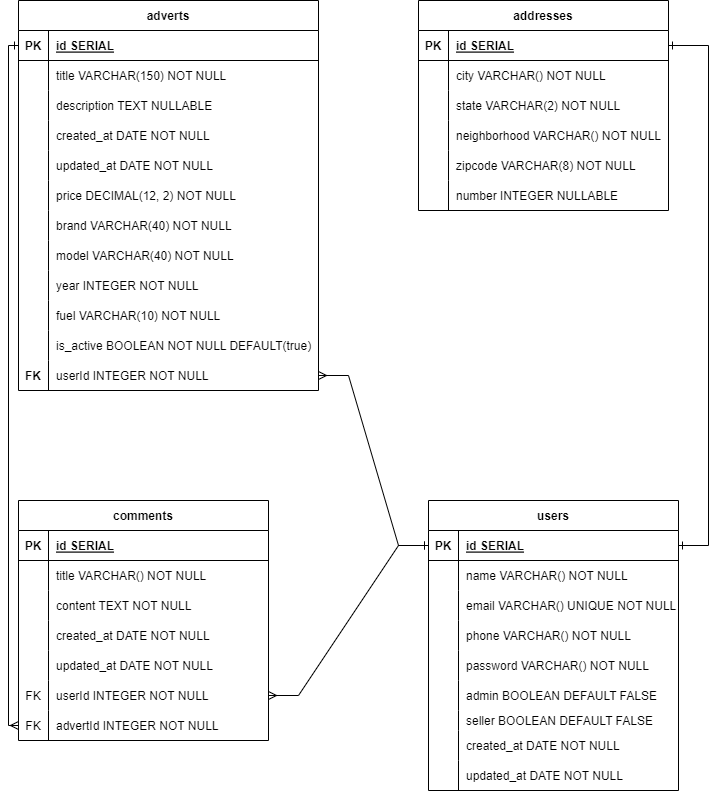 adverts
PK id SERIAL
title VARCHAR(150) NOT NULL
description TEXT NULLABLE
created_at DATE NOT NULL
updated_at DATE NOT NULL
price DECIMAL(12, 2) NOT NULL
brand VARCHAR(40) NOT NULL
model VARCHAR(40) NOT NULL
year INTEGER NOT NULL
fuel VARCHAR(10) NOT NULL
is_active BOOLEAN NOT NULL DEFAULT(true)
FK userId INTEGER NOT NULL
addresses
PK id SERIAL
city VARCHAR() NOT NULL
state VARCHAR(2) NOT NULL
neighborhood VARCHAR() NOT NULL
zipcode VARCHAR(8) NOT NULL
number INTEGER NULLABLE
comments
PK id SERIAL
title VARCHAR() NOT NULL
content TEXT NOT NULL
created_at DATE NOT NULL
updated_at DATE NOT NULL
FK userId INTEGER NOT NULL
FK advertId INTEGER NOT NULL
users
PK id SERIAL
name VARCHAR() NOT NULL
email VARCHAR() UNIQUE NOT NULL
phone VARCHAR() NOT NULL
password VARCHAR() NOT NULL
admin BOOLEAN DEFAULT FALSE
seller BOOLEAN DEFAULT FALSE
created_at DATE NOT NULL
updated_at DATE NOT NULL